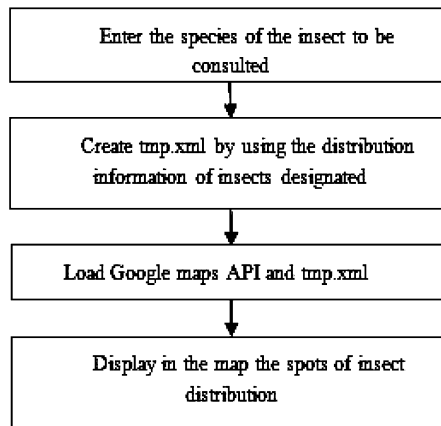 Enter the species of the insect to be
consulted
Create tmp.xml by using the distribution
information of insects designated
Load Google maps API and tmp.xml
Display in the map the spots of insect
distribution